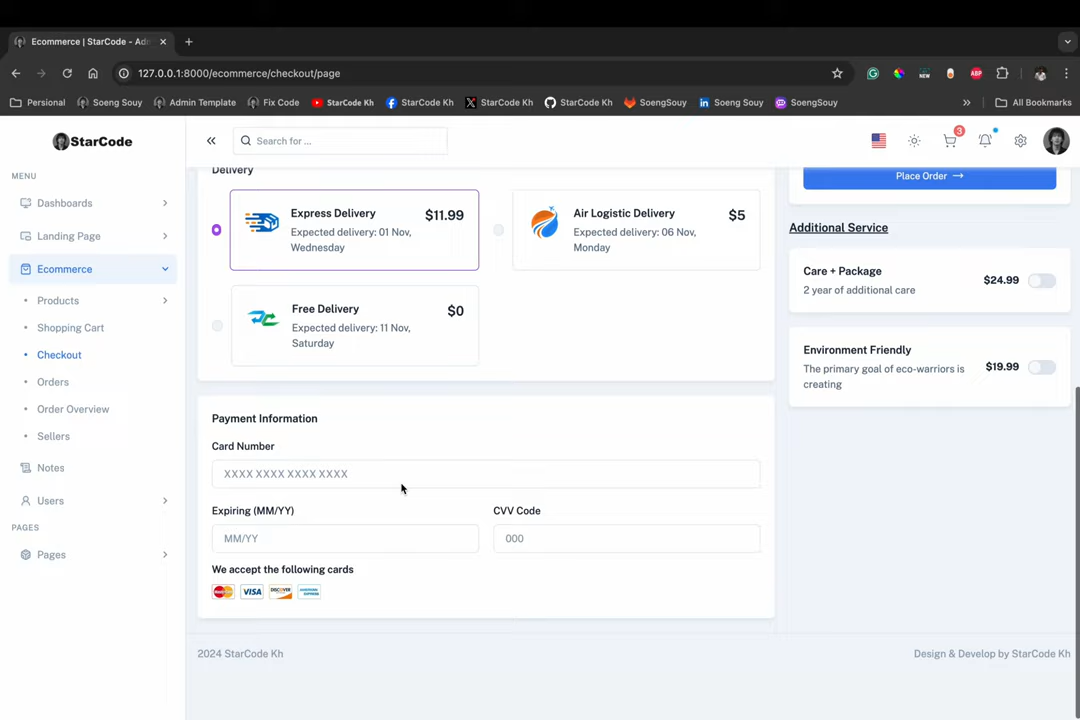 Ecommerce | StarCode - Ad
127.0.0.1:8000/ecommerce/checkout/page
Personal
Soeng Souy
Admin Template
Fix Code
StarCode Kh
StarCode Kh
StarCode Kh
StarCode Kh
SoengSouy
Soeng Souy
SoengSouy
All Bookmarks
StarCode
Search for ...
3
MENU
Dashboards
Landing Page
Ecommerce
Products
Shopping Cart
Checkout
Orders
Order Overview
Sellers
Notes
Users
PAGES
Pages
Delivery
Express Delivery
$11.99
Expected delivery: 01 Nov,
Wednesday
Air Logistic Delivery
$5
Expected delivery: 06 Nov,
Monday
Free Delivery
$0
Expected delivery: 11 Nov,
Saturday
Payment Information
Card Number
XXXX XXXX XXXX XXXX
Expiring (MM/YY)
CVV Code
MM/YY
000
We accept the following cards
VISA
DISCOVER
Place Order
Additional Service
Care + Package
2 year of additional care
$24.99
Environment Friendly
The primary goal of eco-warriors is
creating
$19.99
2024 StarCode Kh
Design & Develop by StarCode Kh